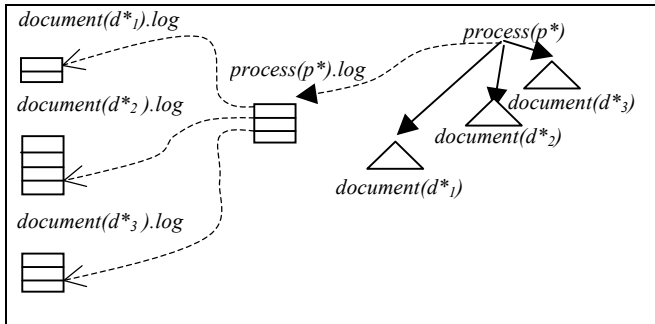 document(d*1).log
process(p*)
process(p*).log
document(d*2).log
document(d*3)
document(d*2)
document(d*1)
document(d*3).log